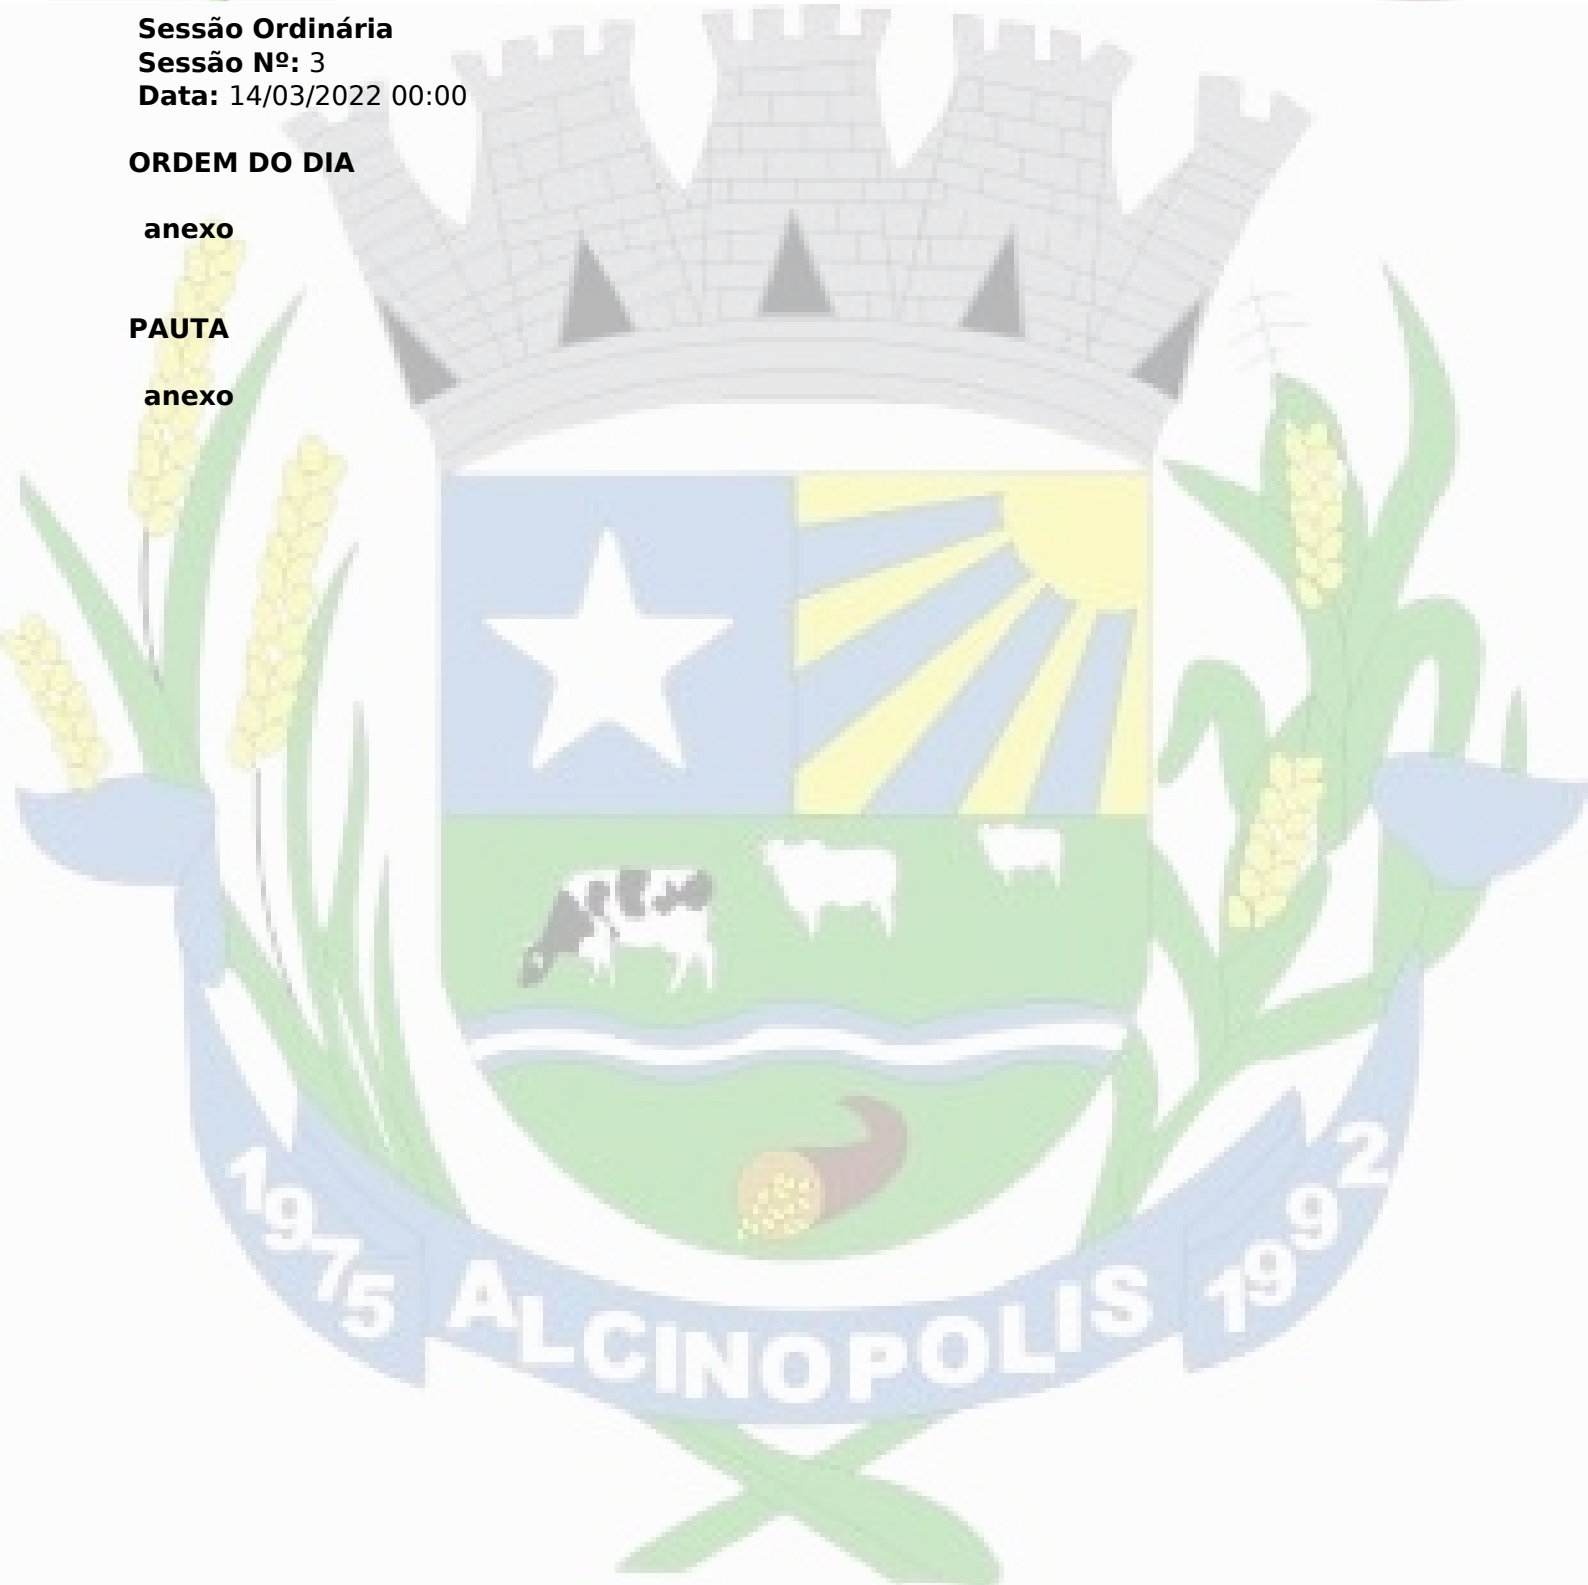 Sessão Ordinária
Sessão Nº: 3
Data: 14/03/2022 00:00
ORDEM DO DIA
anexo
PAUTA
anexo
1975 ALCINOPOLIS 1992